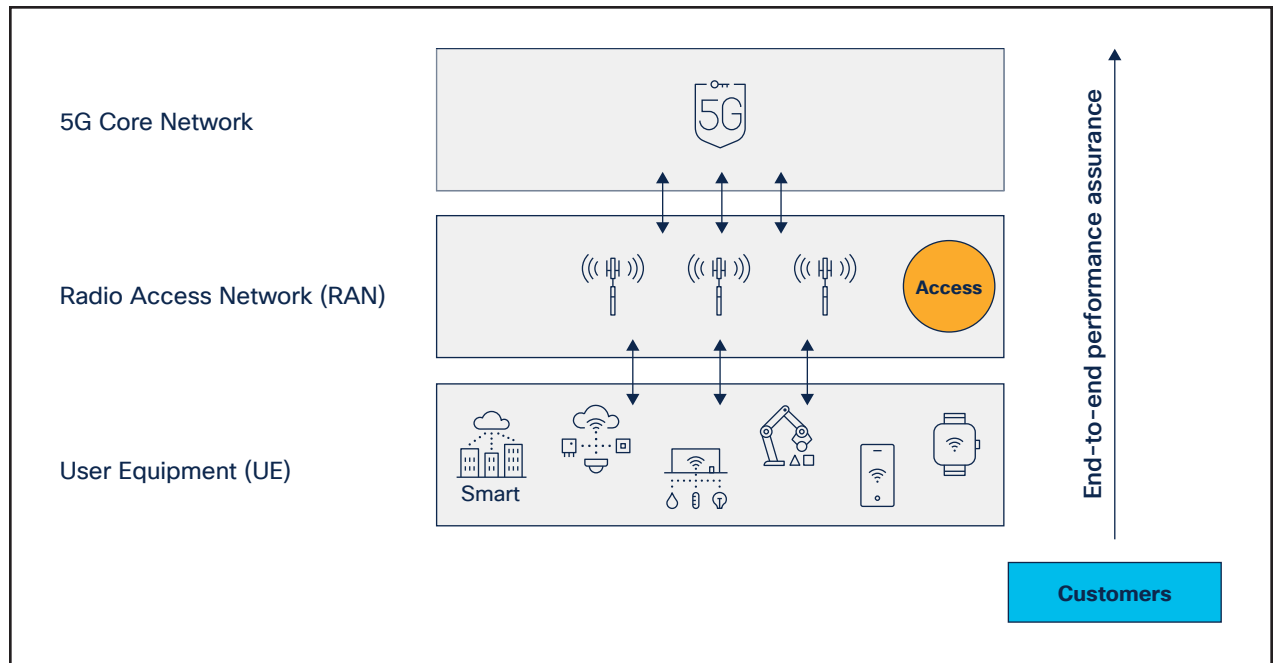 5G Core Network
5G
End-to-end performance assurance
Radio Access Network (RAN)
Access
User Equipment (UE)
Smart
Customers